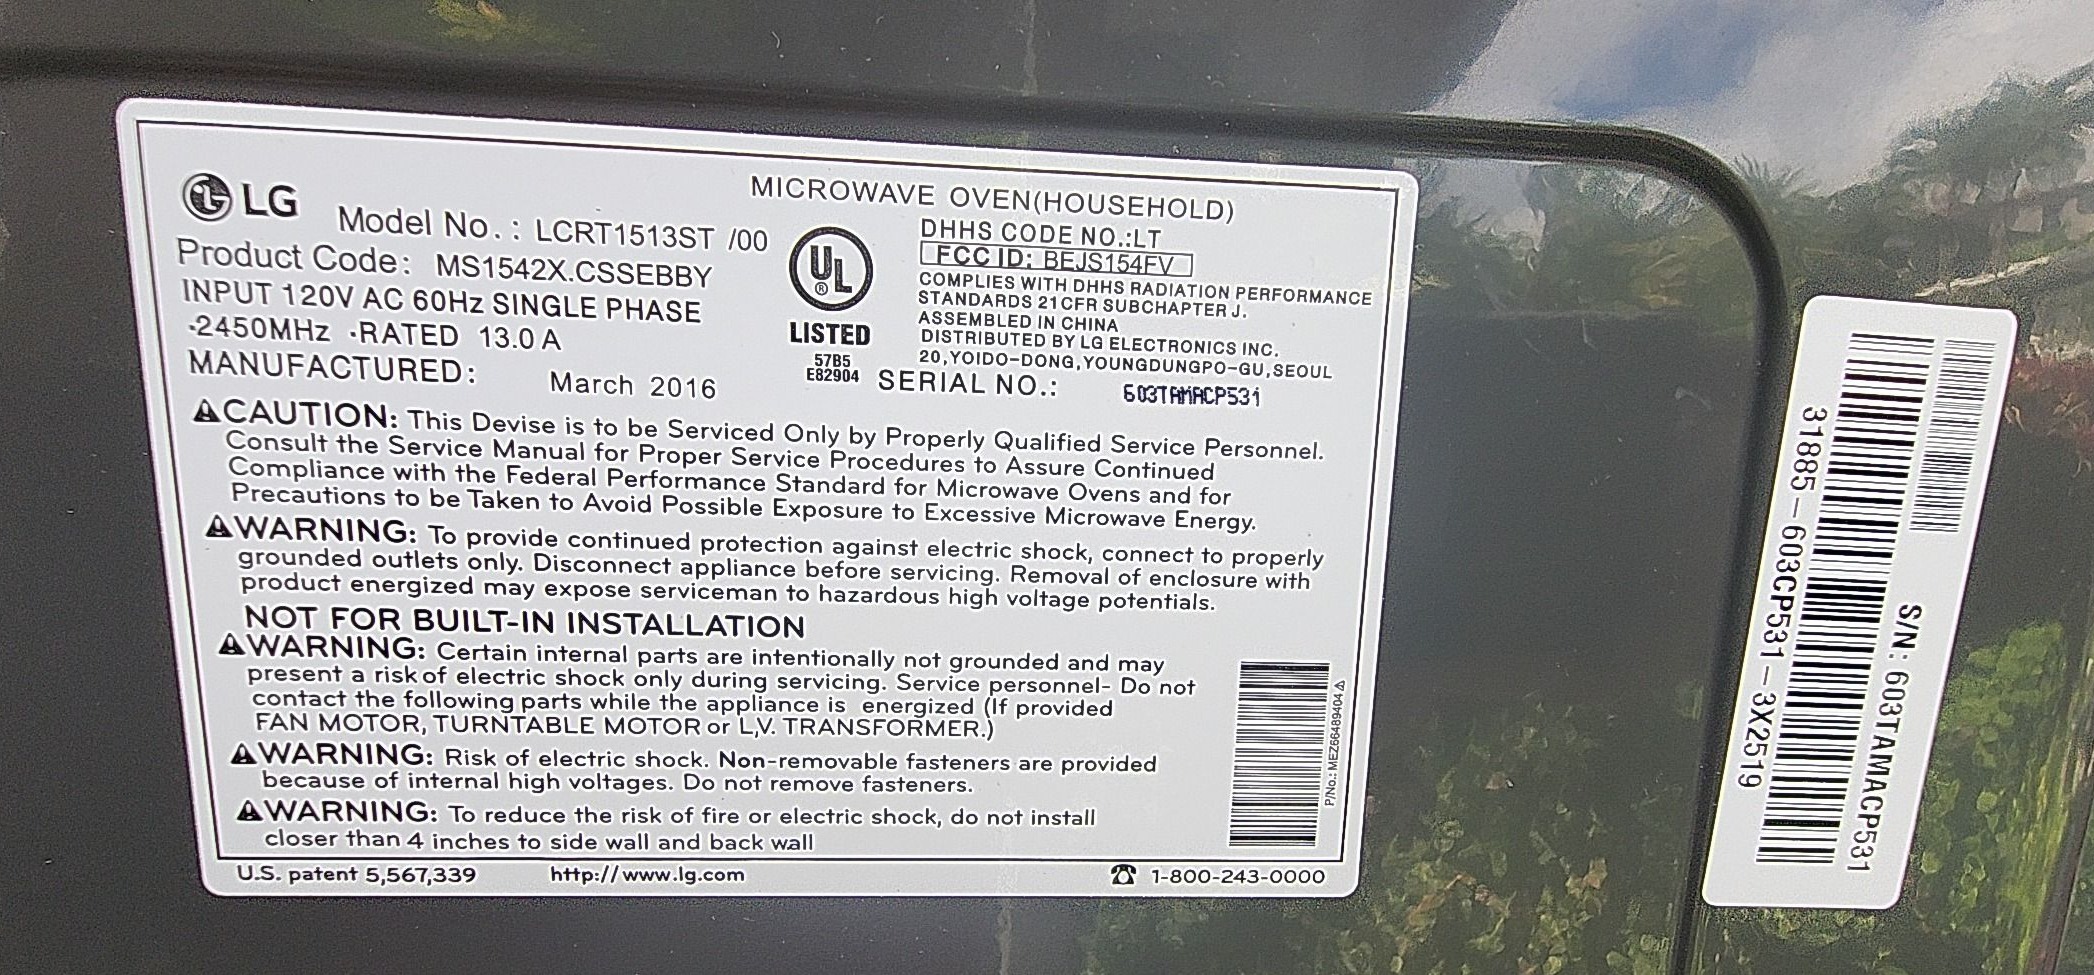 LG
MICROWAVE OVEN(HOUSEHOLD)
Model No. : LCRT1513ST /00
Product Code: MS1542X.CSSEBBY
INPUT 120V AC 60Hz SINGLE PHASE
·2450MHz ·RATED 13.0 A
MANUFACTURED: March 2016
UL
®
LISTED
57B5
E82904
DHHS CODE NO.:LT
FCC ID: BEJS154FV
COMPLIES WITH DHHS RADIATION PERFORMANCE
STANDARDS 21CFR SUBCHAPTER J.
ASSEMBLED IN CHINA
DISTRIBUTED BY LG ELECTRONICS INC.
20,YOIDO-DONG,YOUNGDUNGPO-GU,SEOUL
SERIAL NO.: 603TAMACP531
CAUTION: This Devise is to be Serviced Only by Properly Qualified Service Personnel.
Consult the Service Manual for Proper Service Procedures to Assure Continued
Compliance with the Federal Performance Standard for Microwave Ovens and for
Precautions to be Taken to Avoid Possible Exposure to Excessive Microwave Energy.
WARNING: To provide continued protection against electric shock, connect to properly
grounded outlets only. Disconnect appliance before servicing. Removal of enclosure with
product energized may expose serviceman to hazardous high voltage potentials.
NOT FOR BUILT-IN INSTALLATION
WARNING: Certain internal parts are intentionally not grounded and may
present a risk of electric shock only during servicing. Service personnel- Do not
contact the following parts while the appliance is energized (If provided
FAN MOTOR, TURNTABLE MOTOR or L,V. TRANSFORMER.)
WARNING: Risk of electric shock. Non-removable fasteners are provided
because of internal high voltages. Do not remove fasteners.
WARNING: To reduce the risk of fire or electric shock, do not install
closer than 4 inches to side wall and back wall
P/No.: MEZ66489404
U.S. patent 5,567,339 http://www.lg.com ☎ 1-800-243-0000
31885-603CP531-3X2519
S/N: 603TAMACP531